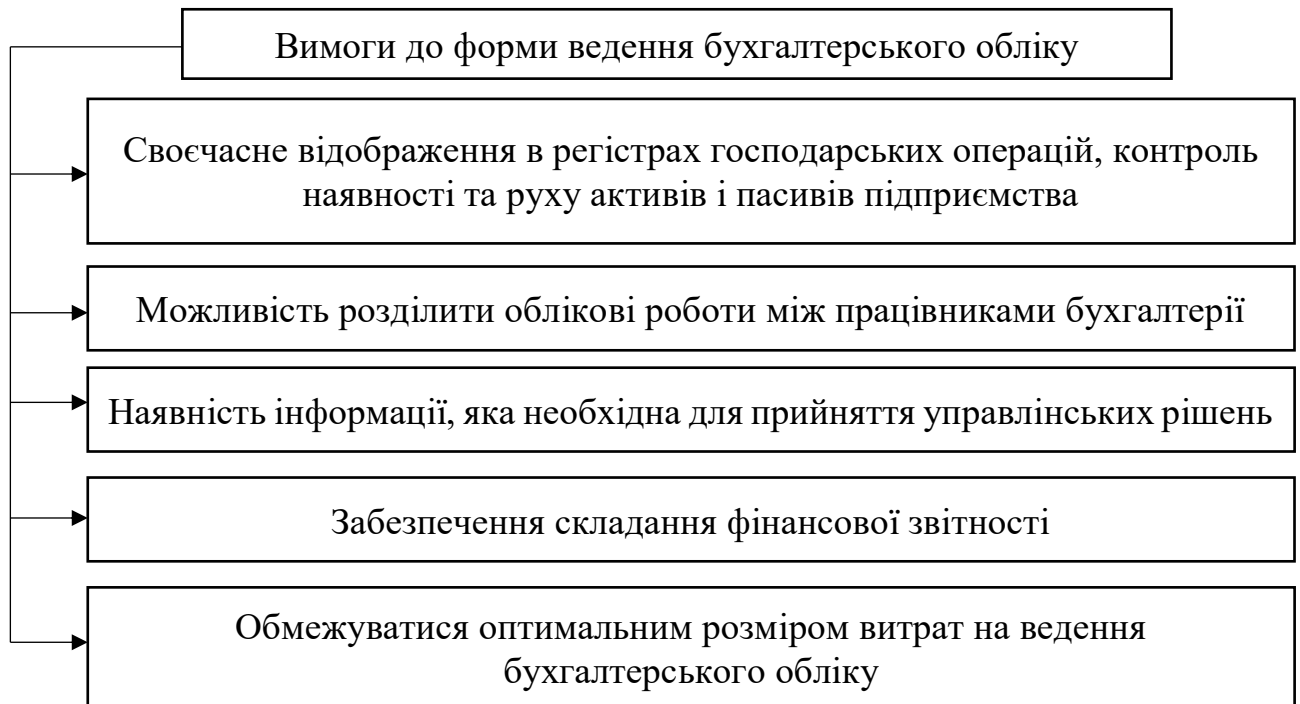 Вимоги до форми ведення бухгалтерського обліку
Своєчасне відображення в регістрах господарських операцій, контроль
наявності та руху активів і пасивів підприємства
Можливість розділити облікові роботи між працівниками бухгалтерії
Наявність інформації, яка необхідна для прийняття управлінських рішень
Забезпечення складання фінансової звітності
Обмежуватися оптимальним розміром витрат на ведення
бухгалтерського обліку